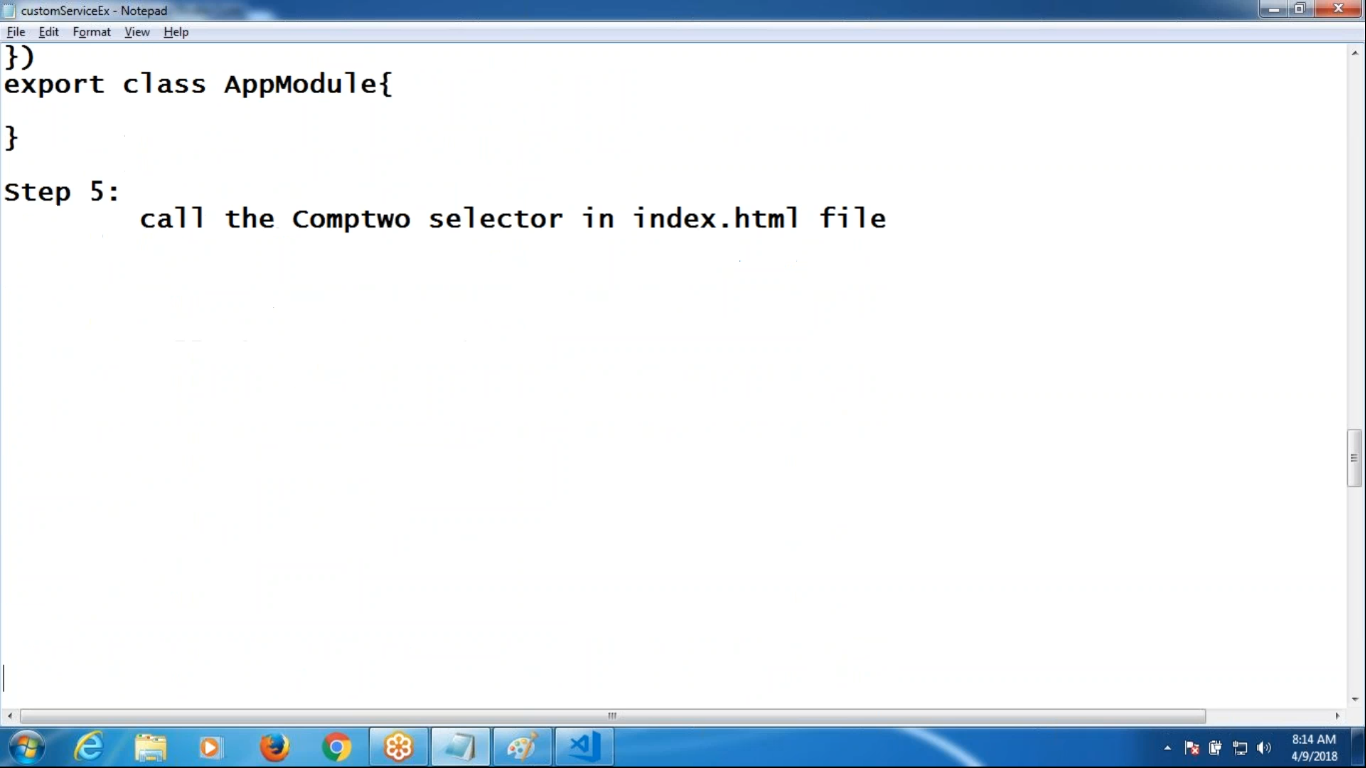 customServiceEx - Notepad
File Edit Format View Help
})
export class AppModule{
}
Step 5:
call the Comptwo selector in index.html file
8:14 AM
4/9/2018